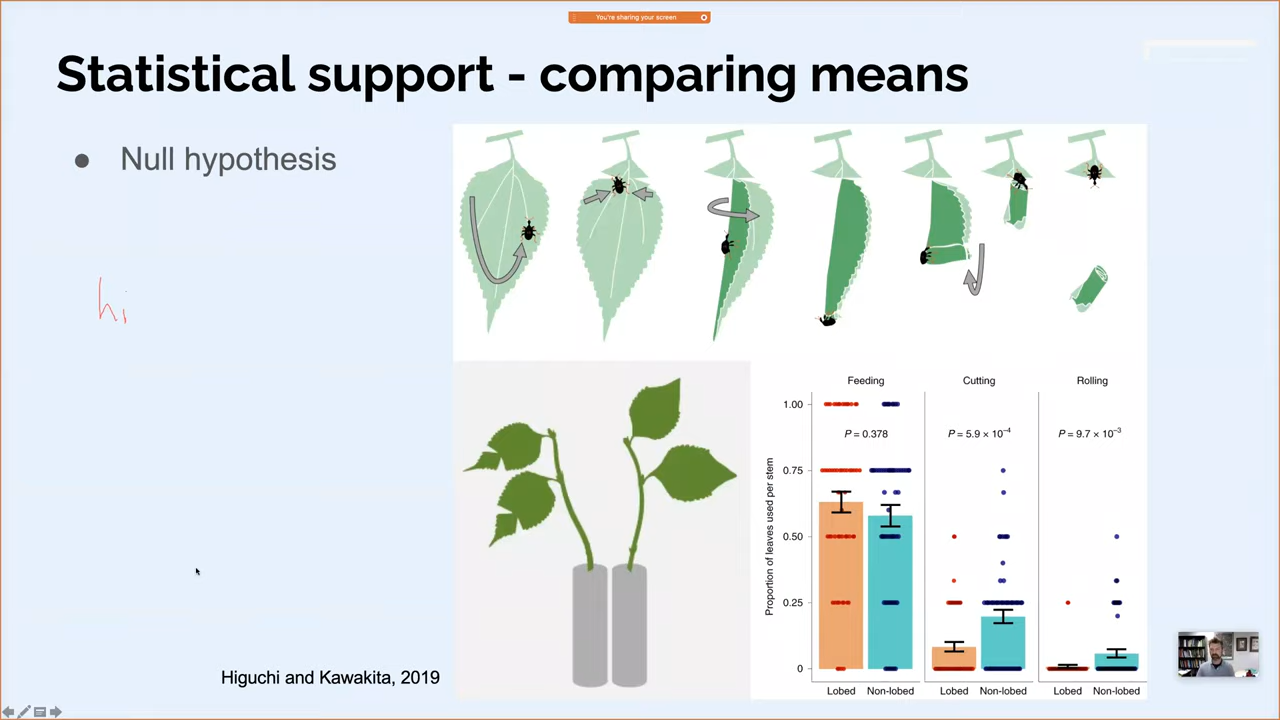 You're sharing your screen
Statistical support - comparing means
● Null hypothesis
hi
Feeding Cutting Rolling
1.00
P = 0.378 P = 5.9 × 10⁻⁴ P = 9.7 × 10⁻³
0.75
0.50
0.25
0
Proportion of leaves used per stem
Lobed Non-lobed Lobed Non-lobed Lobed Non-lobed
Higuchi and Kawakita, 2019